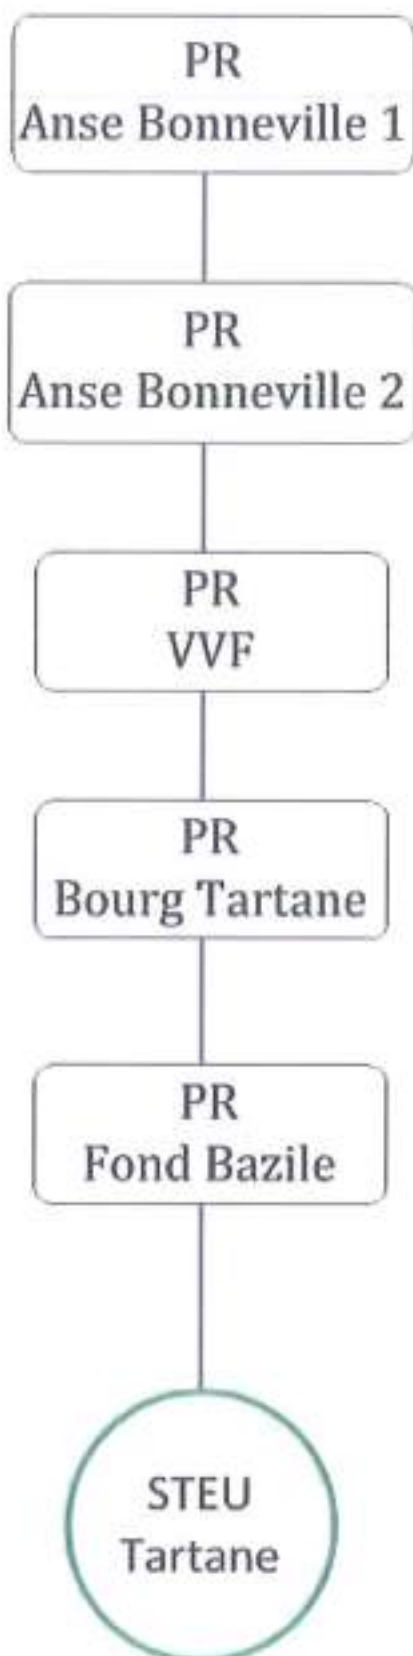 PR
Anse Bonneville 1
PR
Anse Bonneville 2
PR
VVF
PR
Bourg Tartane
PR
Fond Bazile
STEU
Tartane